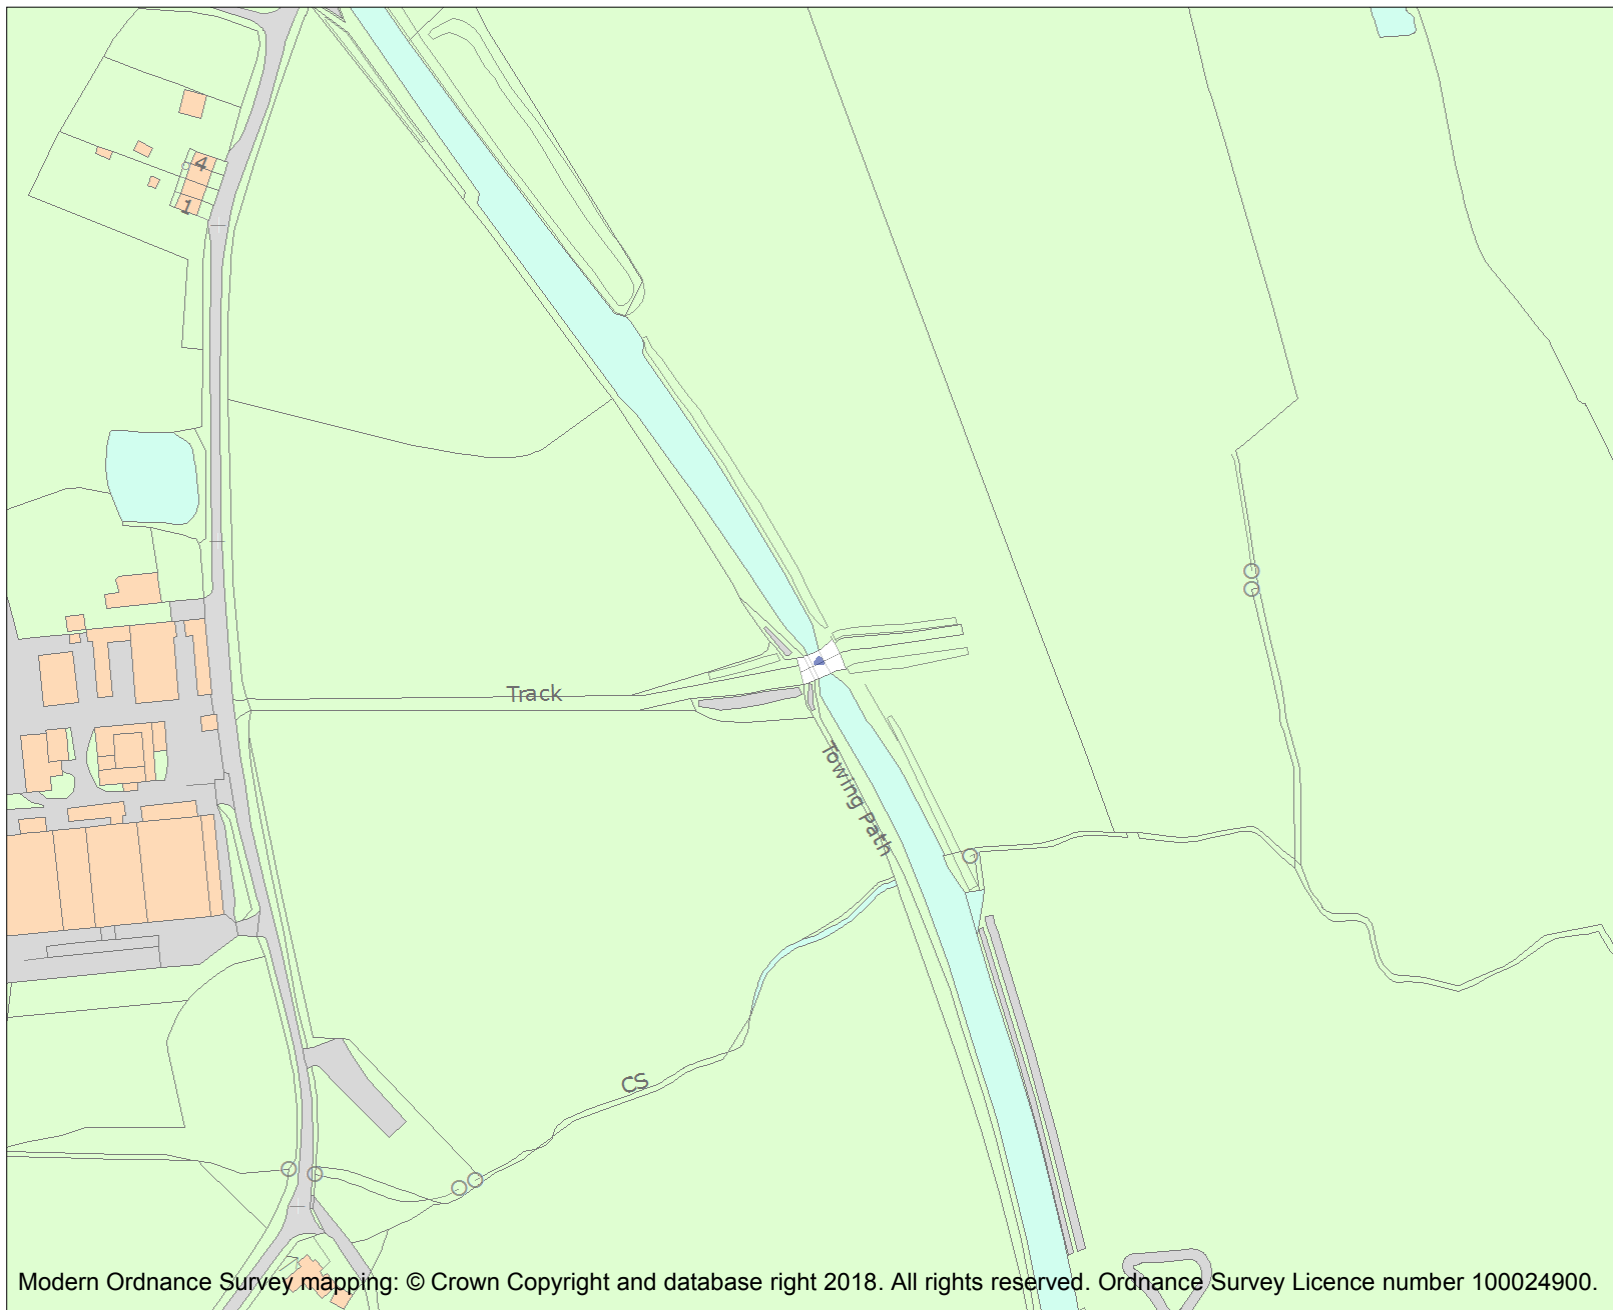 4
1
Track
Towing Path
CS
Modern Ordnance Survey mapping: © Crown Copyright and database right 2018. All rights reserved. Ordnance Survey Licence number 100024900.